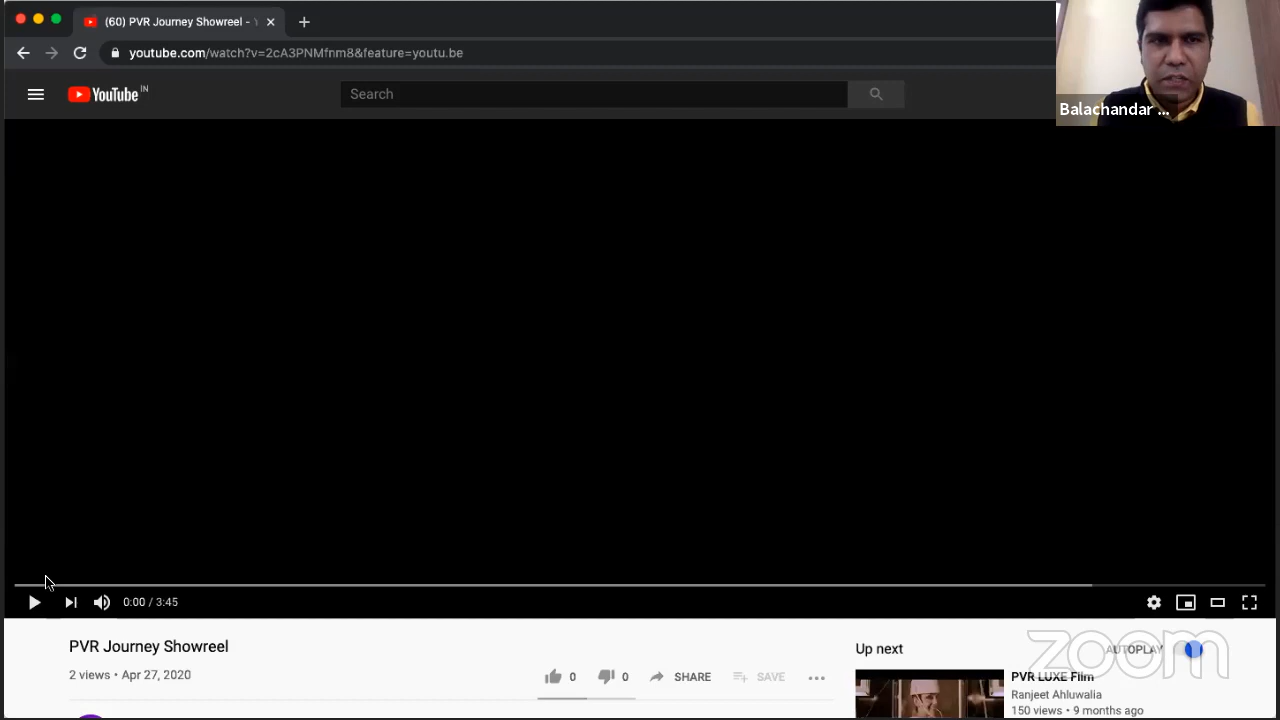 (60) PVR Journey Showreel -
youtube.com/watch?v=2cA3PNMfnm8&feature=youtu.be
YouTube IN
Search
Balachandar ...
0:00 / 3:45
PVR Journey Showreel
2 views • Apr 27, 2020
0
0
SHARE
SAVE
Up next
AUTOPLAY
zoom
PVR LUXE Film
Ranjeet Ahluwalia
150 views • 9 months ago